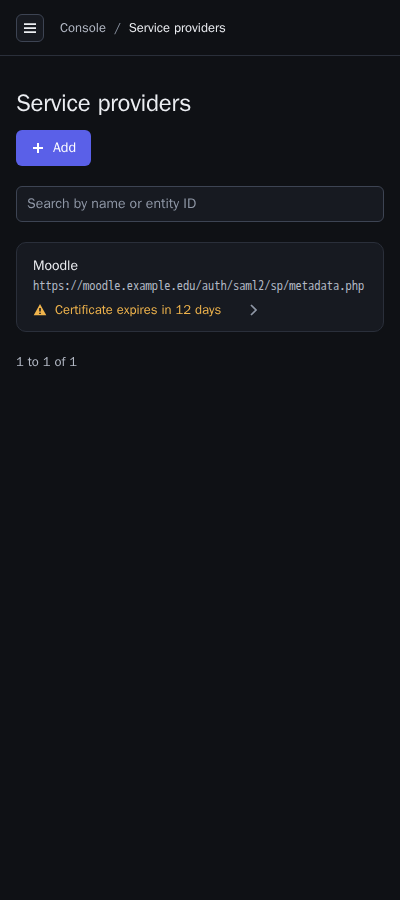 Console / Service providers
Service providers
Add
Search by name or entity ID
Moodle
https://moodle.example.edu/auth/saml2/sp/metadata.php
Certificate expires in 12 days
1 to 1 of 1